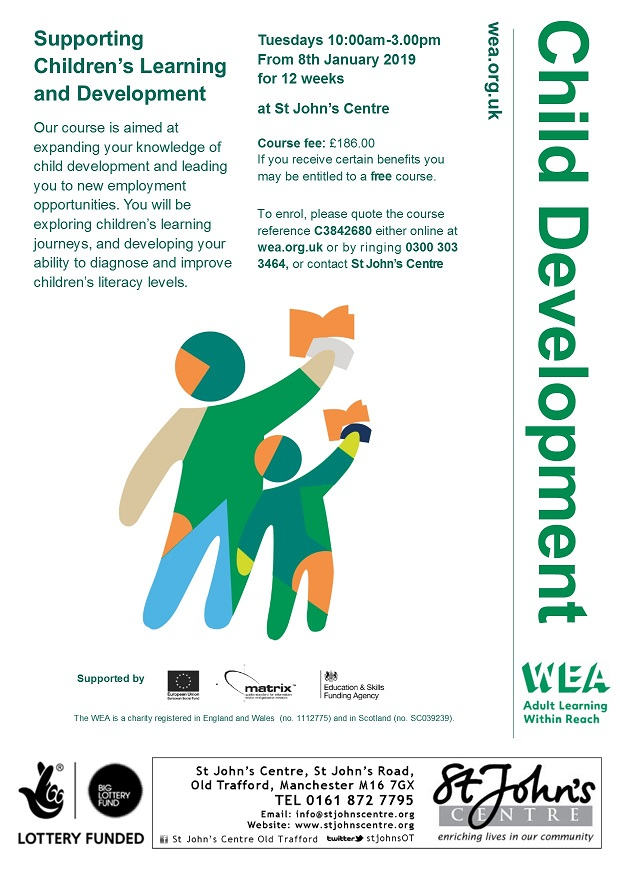 Supporting
Children’s Learning
and Development
Our course is aimed at
expanding your knowledge of
child development and leading
you to new employment
opportunities. You will be
exploring children’s learning
journeys, and developing your
ability to diagnose and improve
children’s literacy levels.
Tuesdays 10:00am-3.00pm
From 8th January 2019
for 12 weeks
at St John’s Centre
Course fee: £186.00
If you receive certain benefits you
may be entitled to a free course.
To enrol, please quote the course
reference C3842680 either online at
wea.org.uk or by ringing 0300 303
3464, or contact St John’s Centre
wea.org.uk
Child Development
WEA
Adult Learning
Within Reach
Supported by
European Union
European Social Fund
matrix™
Education & Skills
Funding Agency
The WEA is a charity registered in England and Wales (no. 1112775) and in Scotland (no. SC039239).
®
BIG
LOTTERY
FUND
LOTTERY FUNDED
St John’s Centre, St John’s Road,
Old Trafford, Manchester M16 7GX
TEL 0161 872 7795
Email: info@stjohnscentre.org
Website: www.stjohnscentre.org
St John’s Centre Old Trafford twitter stjohnsOT
St John’s
CENTRE
enriching lives in our community